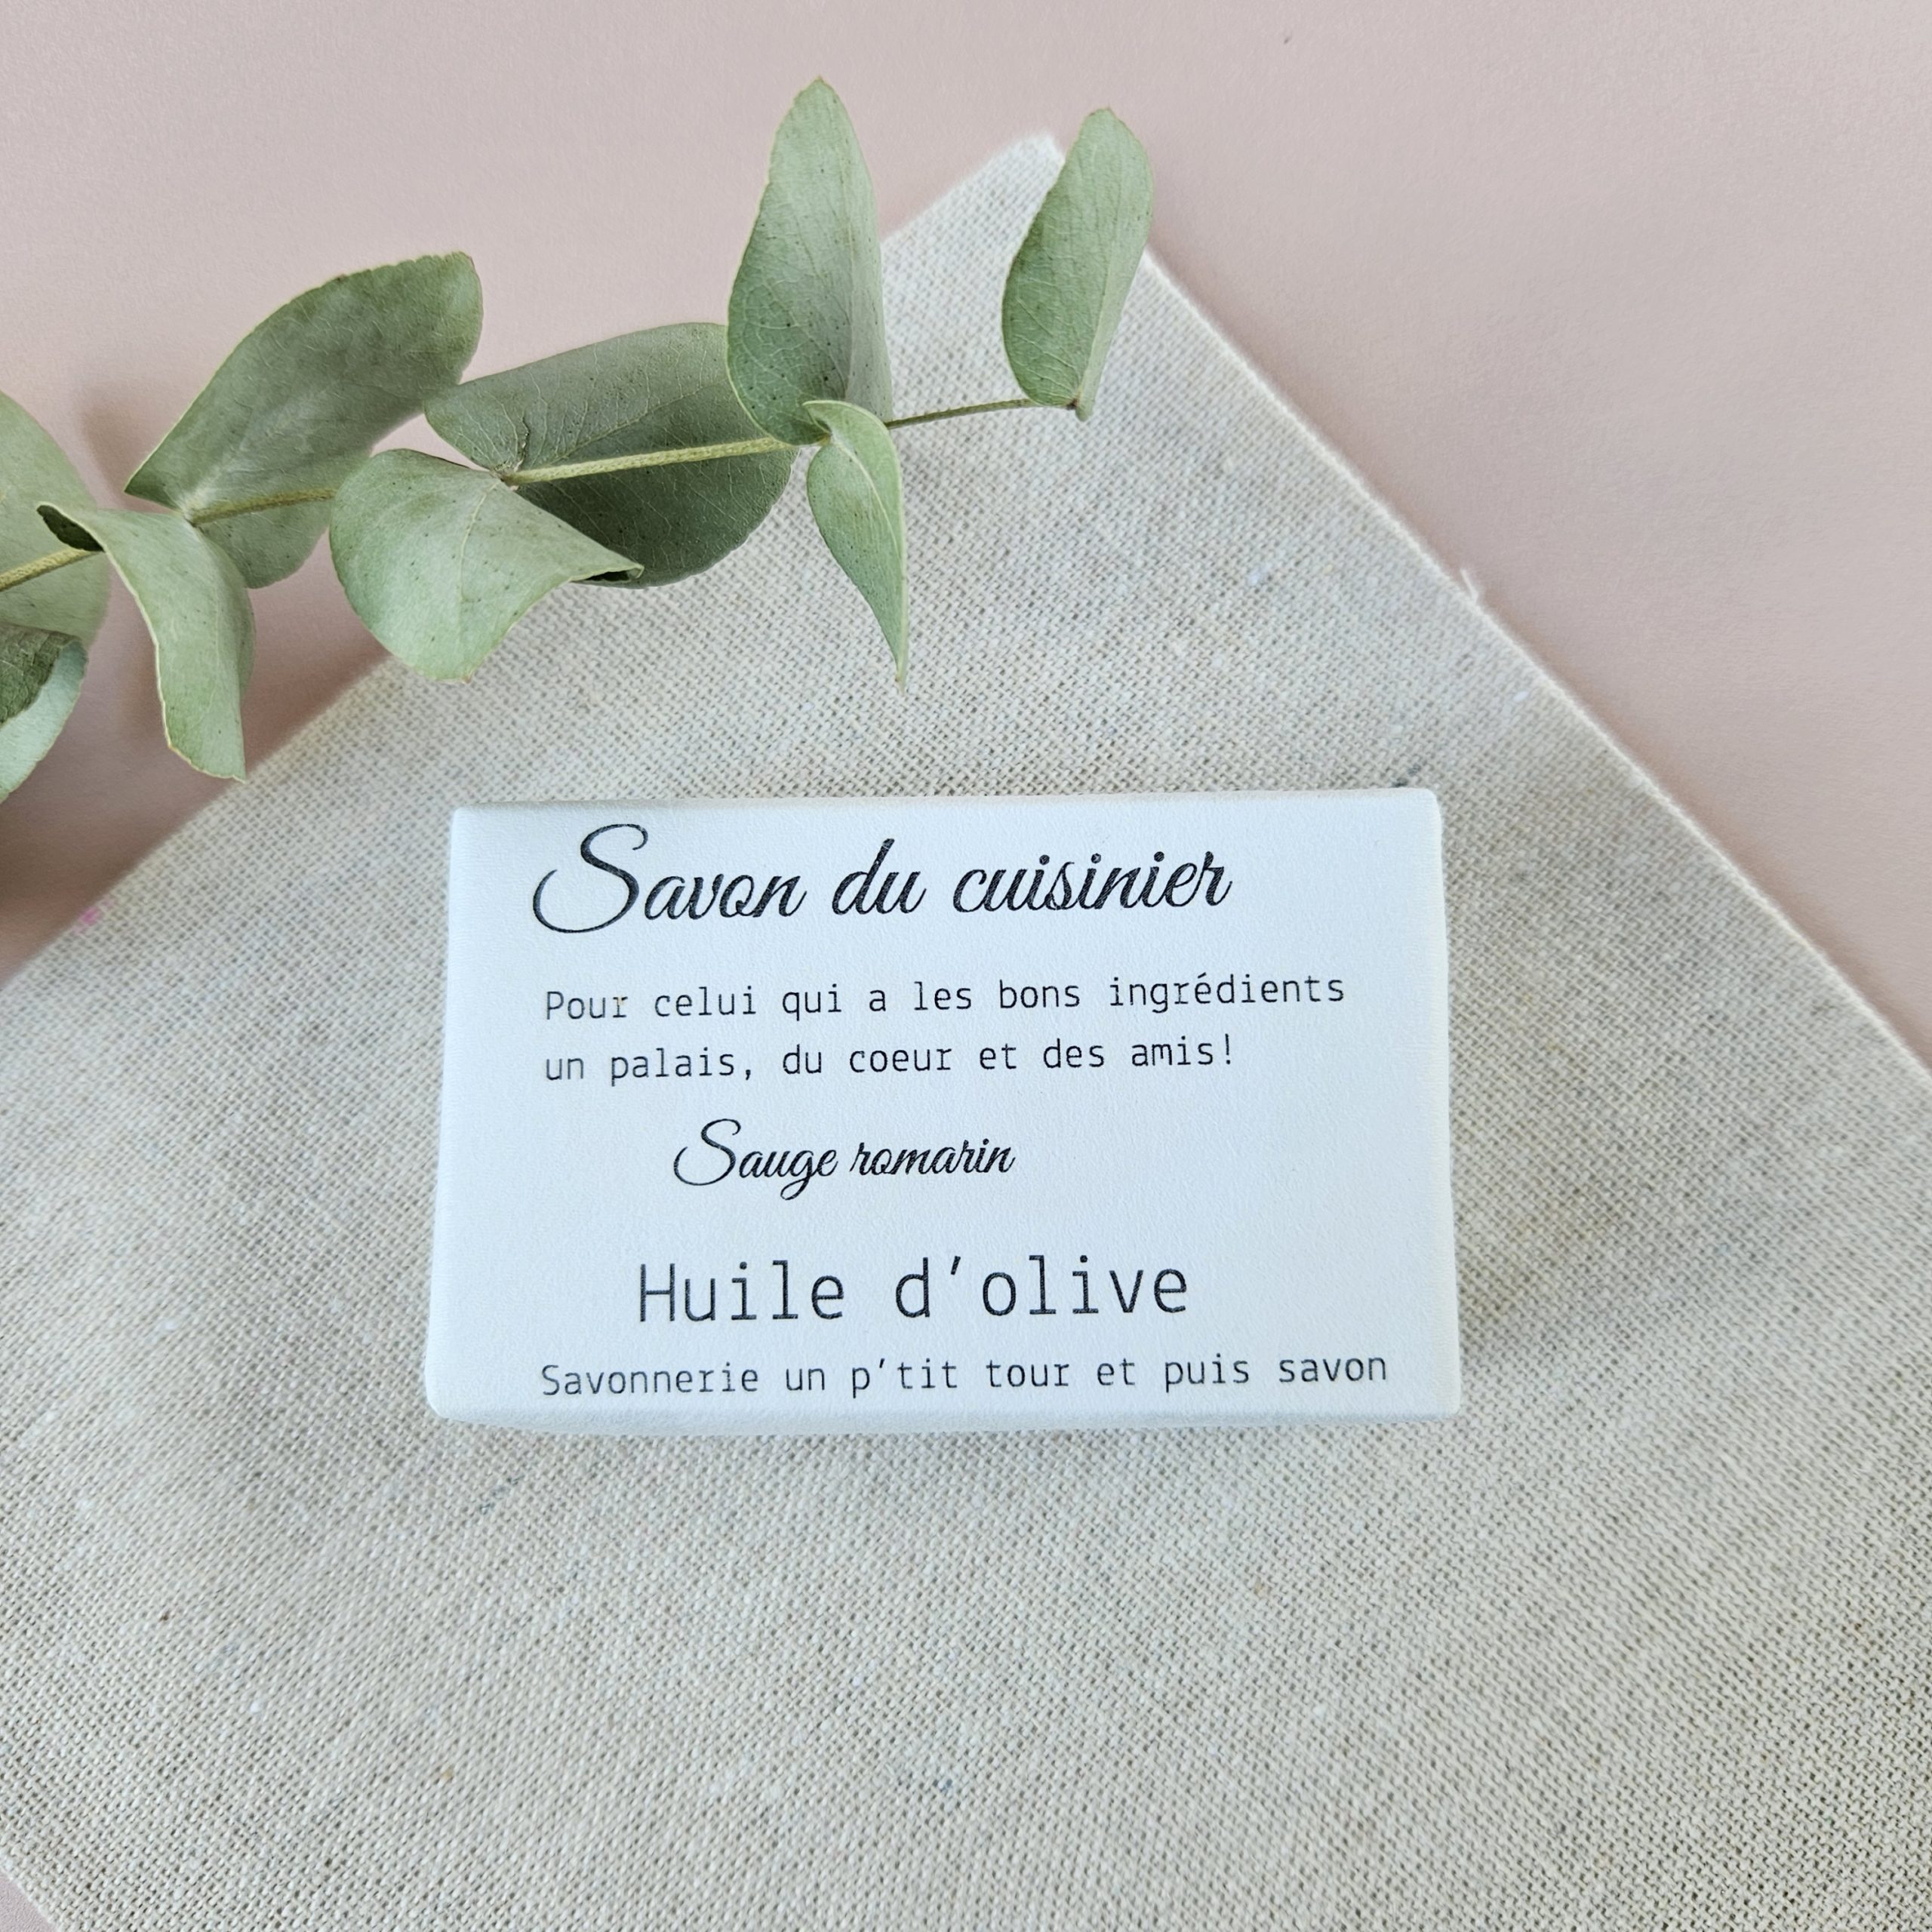 Savon du cuisinier
Pour celui qui a les bons ingrédients
un palais, du coeur et des amis!
Sauge romarin
Huile d'olive
Savonnerie un p'tit tour et puis savon